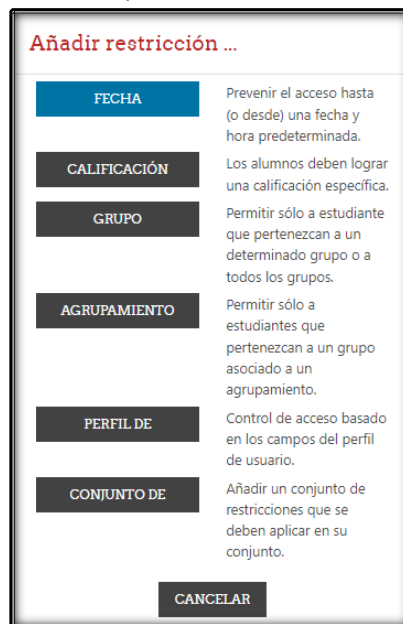 Añadir restricción ...
FECHA
Prevenir el acceso hasta
(o desde) una fecha y
hora predeterminada.
CALIFICACIÓN
Los alumnos deben lograr
una calificación específica.
GRUPO
Permitir sólo a estudiante
que pertenezcan a un
determinado grupo o a
todos los grupos.
AGRUPAMIENTO
Permitir sólo a
estudiantes que
pertenezcan a un grupo
asociado a un
agrupamiento.
PERFIL DE
Control de acceso basado
en los campos del perfil
de usuario.
CONJUNTO DE
Añadir un conjunto de
restricciones que se
deben aplicar en su
conjunto.
CANCELAR